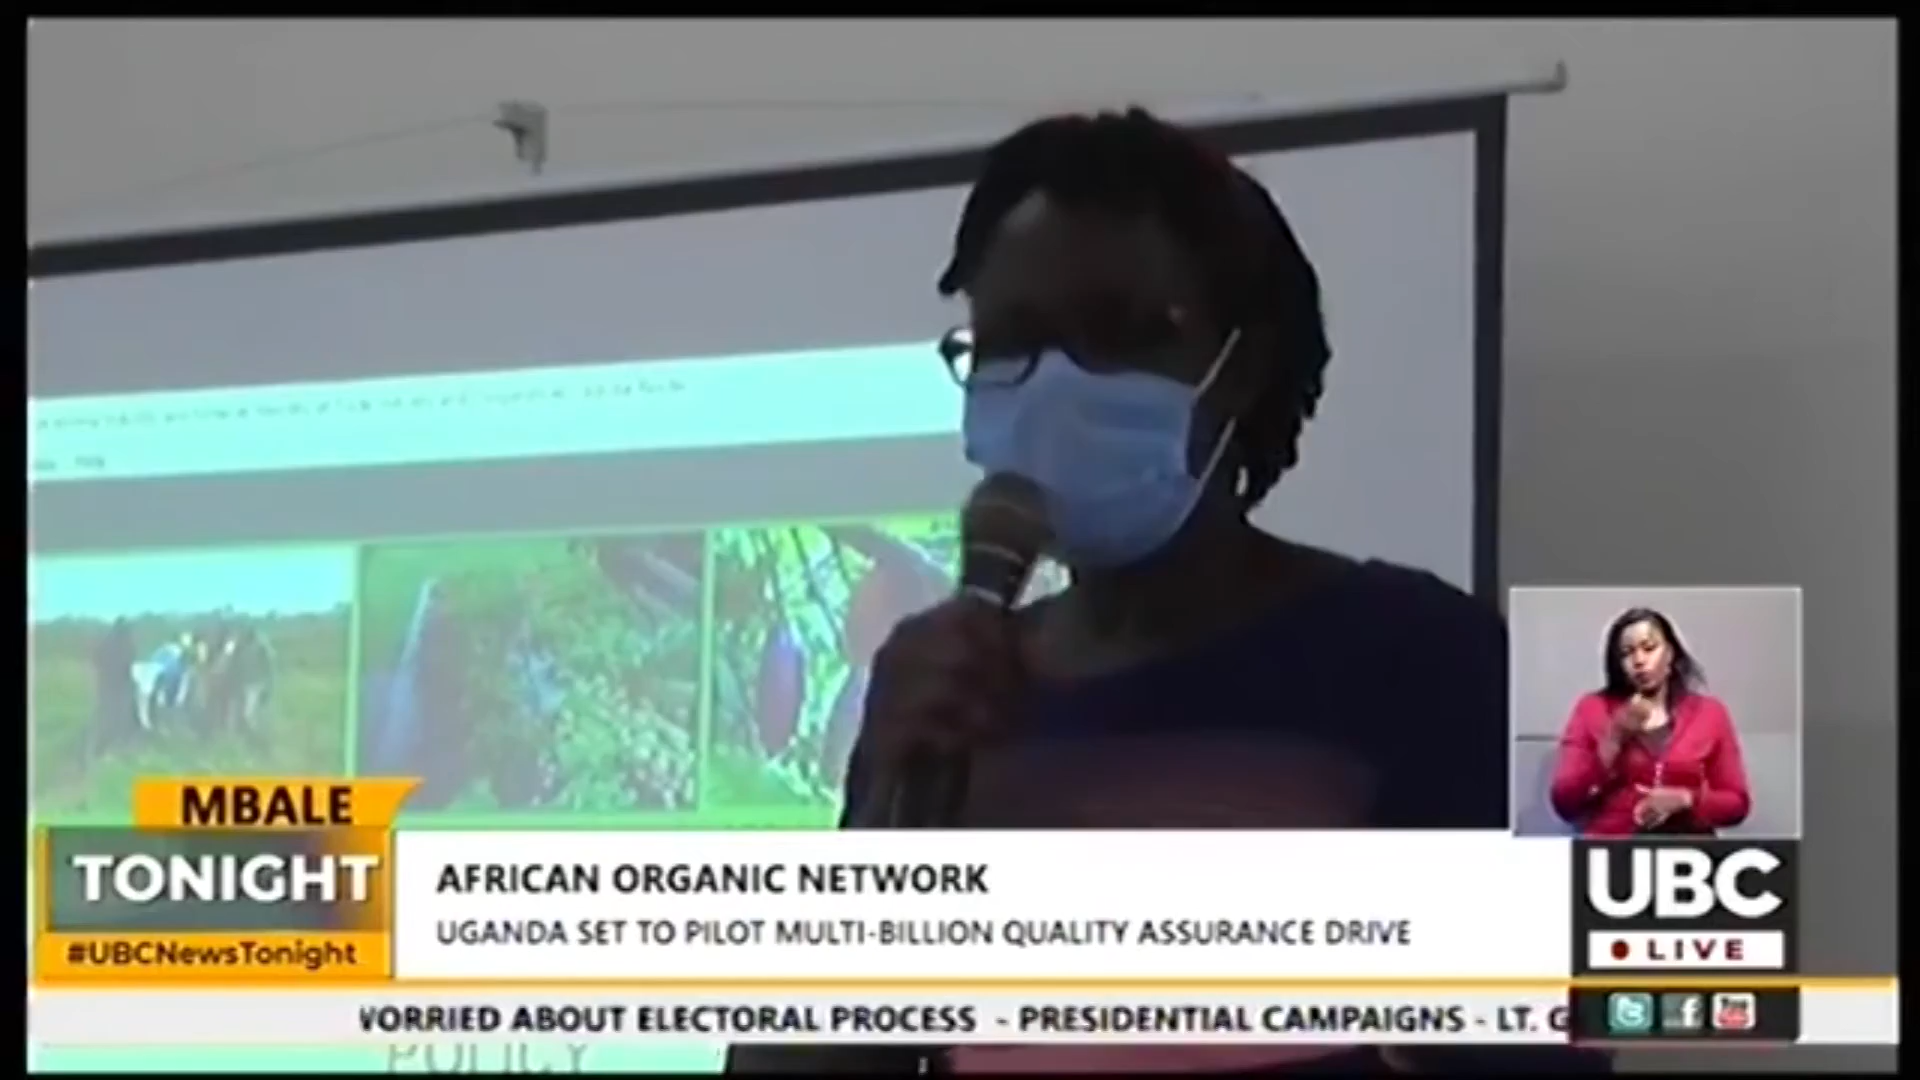 MBALE
TONIGHT
#UBCNewsTonight
AFRICAN ORGANIC NETWORK
UGANDA SET TO PILOT MULTI-BILLION QUALITY ASSURANCE DRIVE
UBC
LIVE
WORRIED ABOUT ELECTORAL PROCESS - PRESIDENTIAL CAMPAIGNS - LT. G
POLICY